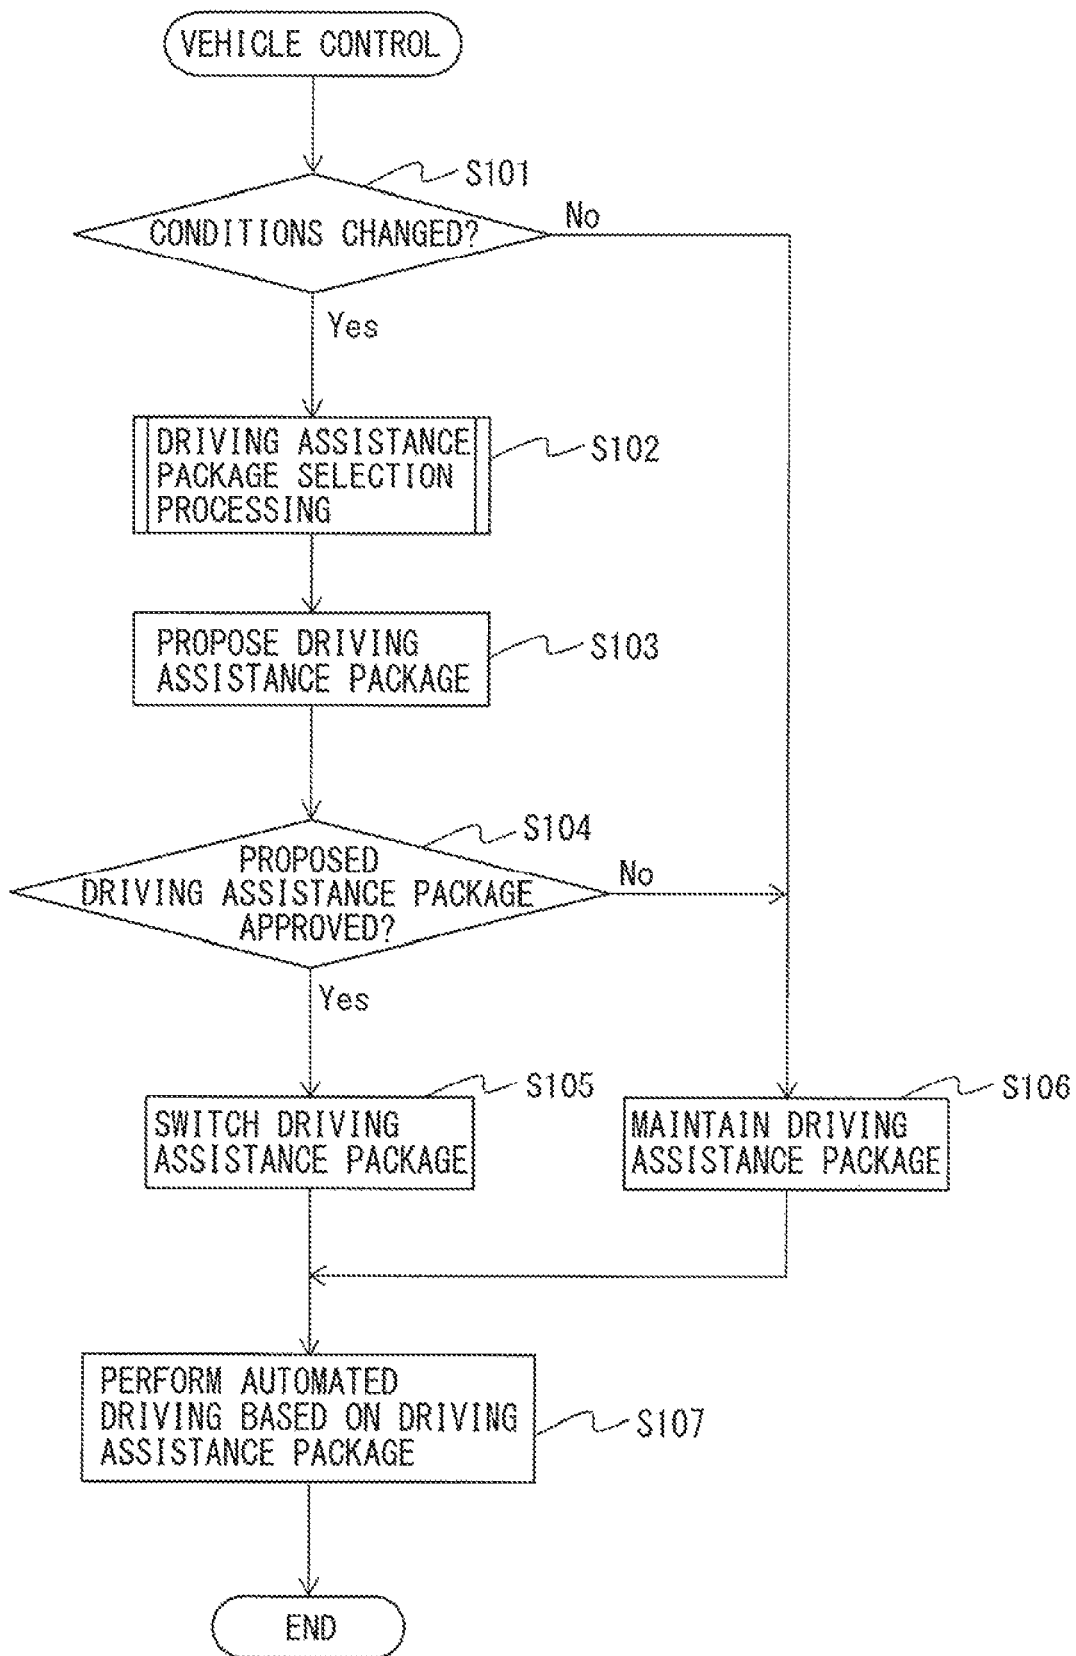 VEHICLE CONTROL
S101
CONDITIONS CHANGED?
No
Yes
DRIVING ASSISTANCE
PACKAGE SELECTION
PROCESSING
S102
PROPOSE DRIVING
ASSISTANCE PACKAGE
S103
S104
PROPOSED
DRIVING ASSISTANCE PACKAGE
APPROVED?
No
Yes
S105
SWITCH DRIVING
ASSISTANCE PACKAGE
S106
MAINTAIN DRIVING
ASSISTANCE PACKAGE
PERFORM AUTOMATED
DRIVING BASED ON DRIVING
ASSISTANCE PACKAGE
S107
END